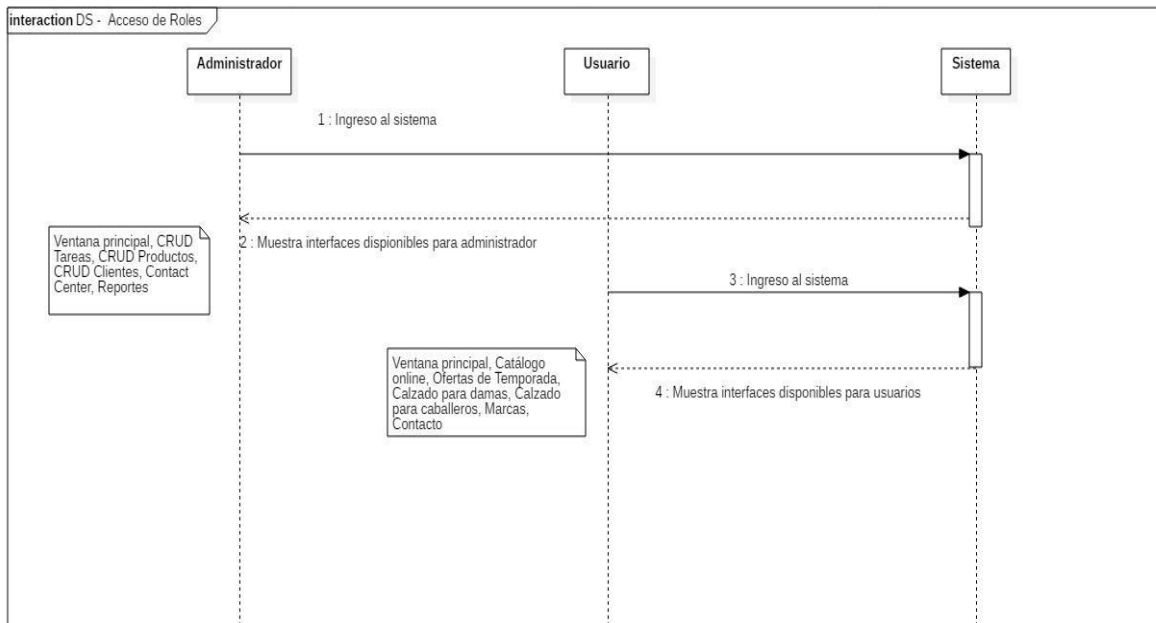 interaction DS - Acceso de Roles
Administrador
Usuario
Sistema
1 : Ingreso al sistema
2 : Muestra interfaces dispionibles para administrador
Ventana principal, CRUD
Tareas, CRUD Productos,
CRUD Clientes, Contact
Center, Reportes
3 : Ingreso al sistema
Ventana principal, Catálogo
online, Ofertas de Temporada,
Calzado para damas, Calzado
para caballeros, Marcas,
Contacto
4 : Muestra interfaces disponibles para usuarios